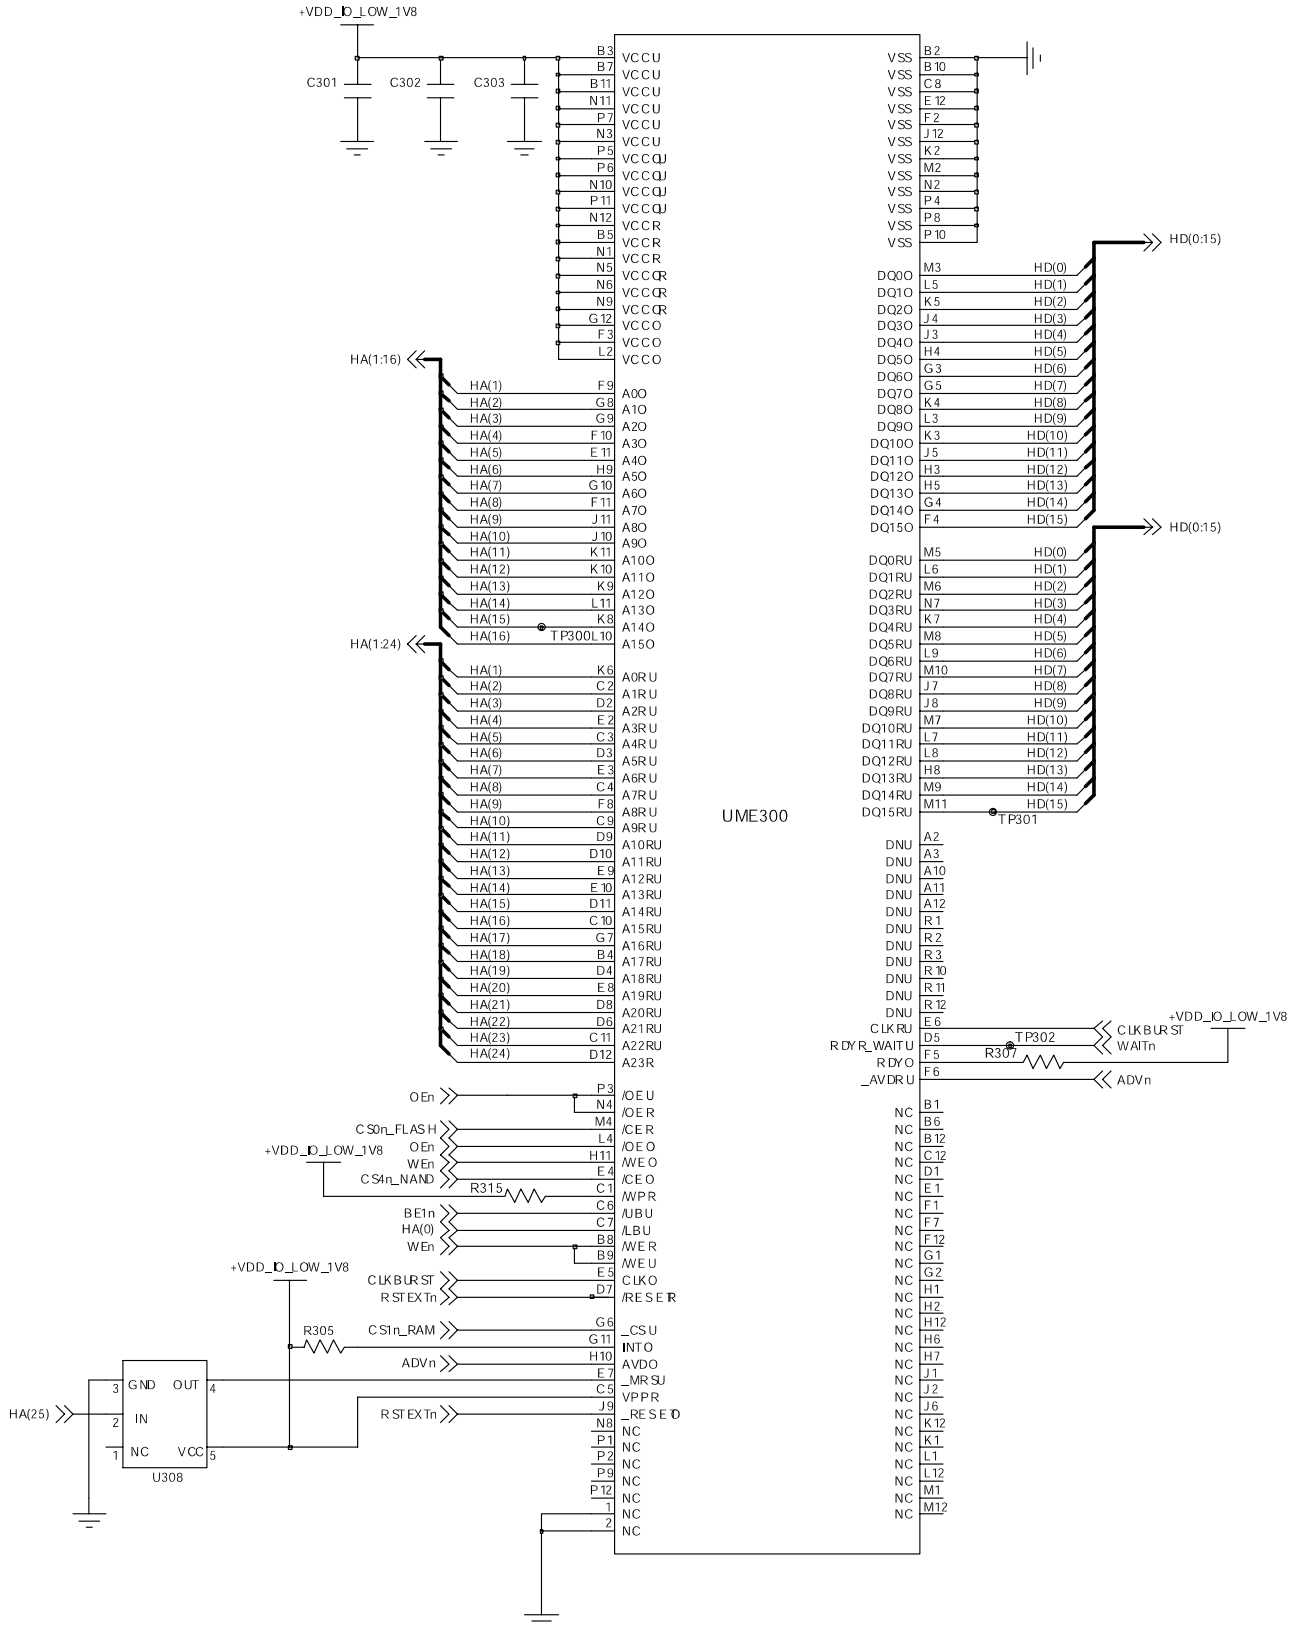 +VDD_IO_LOW_1V8
C301 C302 C303
B3 VCCU VSS B2
B7 VCCU VSS B10
B11 VCCU VSS C8
N11 VCCU VSS E12
P7 VCCU VSS F2
N3 VCCU VSS J12
P5 VCCQU VSS K2
P6 VCCQU VSS M2
N10 VCCQU VSS N2
P11 VCCQU VSS P4
N12 VCCR VSS P8
B5 VCCR VSS P10
N1 VCCR
HD(0:15)
N5 VCCQR DQ0O M3 HD(0)
N6 VCCQR DQ1O L5 HD(1)
N9 VCCQR DQ2O K5 HD(2)
G12 VCCO DQ3O J4 HD(3)
F3 VCCO DQ4O J3 HD(4)
L2 VCCO DQ5O H4 HD(5)
HA(1:16)
DQ6O G3 HD(6)
HA(1) F9 A0O DQ7O G5 HD(7)
HA(2) G8 A1O DQ8O K4 HD(8)
HA(3) G9 A2O DQ9O L3 HD(9)
HA(4) F10 A3O DQ10O K3 HD(10)
HA(5) E11 A4O DQ11O J5 HD(11)
HA(6) H9 A5O DQ12O H3 HD(12)
HA(7) G10 A6O DQ13O H5 HD(13)
HA(8) F11 A7O DQ14O G4 HD(14)
HA(9) J11 A8O DQ15O F4 HD(15)
HD(0:15)
HA(10) J10 A9O
HA(11) K11 A10O DQ0RU M5 HD(0)
HA(12) K10 A11O DQ1RU L6 HD(1)
HA(13) K9 A12O DQ2RU M6 HD(2)
HA(14) L11 A13O DQ3RU N7 HD(3)
HA(15) K8 A14O DQ4RU K7 HD(4)
HA(16) TP300 L10 A15O DQ5RU M8 HD(5)
HA(1:24)
DQ6RU L9 HD(6)
HA(1) K6 A0RU DQ7RU M10 HD(7)
HA(2) C2 A1RU DQ8RU J7 HD(8)
HA(3) D2 A2RU DQ9RU J8 HD(9)
HA(4) E2 A3RU DQ10RU M7 HD(10)
HA(5) C3 A4RU DQ11RU L7 HD(11)
HA(6) D3 A5RU DQ12RU L8 HD(12)
HA(7) E3 A6RU DQ13RU H8 HD(13)
HA(8) C4 A7RU DQ14RU M9 HD(14)
HA(9) F8 A8RU UME300 DQ15RU M11 HD(15)
TP301
HA(10) C9 A9RU
HA(11) D9 A10RU DNU A2
HA(12) D10 A11RU DNU A3
HA(13) E9 A12RU DNU A10
HA(14) E10 A13RU DNU A11
HA(15) D11 A14RU DNU A12
HA(16) C10 A15RU DNU R1
HA(17) G7 A16RU DNU R2
HA(18) B4 A17RU DNU R3
HA(19) D4 A18RU DNU R10
HA(20) E8 A19RU DNU R11
HA(21) D8 A20RU DNU R12
+VDD_IO_LOW_1V8
HA(22) D6 A21RU CLKRU E6 CLKBURST
HA(23) C11 A22RU RDYR_WAITU D5 TP302 WAITn
HA(24) D12 A23R RDYO F5 R307
_AVDRU F6 ADVn
OEn P3 /OEU
N4 /OER NC B1
CS0n_FLASH M4 /CER NC B6
OEn L4 /OEO NC B12
+VDD_IO_LOW_1V8
WEn H11 /WEO NC C12
CS4n_NAND E4 /CEO NC D1
R315 C1 /WPR NC E1
BE1n C6 /UBU NC F1
HA(0) C7 /LBU NC F7
WEn B8 /WER NC F12
B9 /WEU NC G1
+VDD_IO_LOW_1V8
CLKBURST E5 CLKO NC G2
RSTEXTn D7 /RESETR NC H1
NC H2
CS1n_RAM G6 _CSU NC H12
R305 G11 INTO NC H6
ADVn H10 AVDO NC H7
3 GND OUT 4 E7 _MRSU NC J1
C5 VPPR NC J2
HA(25) 2 IN RSTEXTn J9 _RESETO NC J6
N8 NC NC K12
1 NC VCC 5 P1 NC NC K1
U308
P2 NC NC L1
P9 NC NC L12
P12 NC NC M1
1 NC NC M12
2 NC